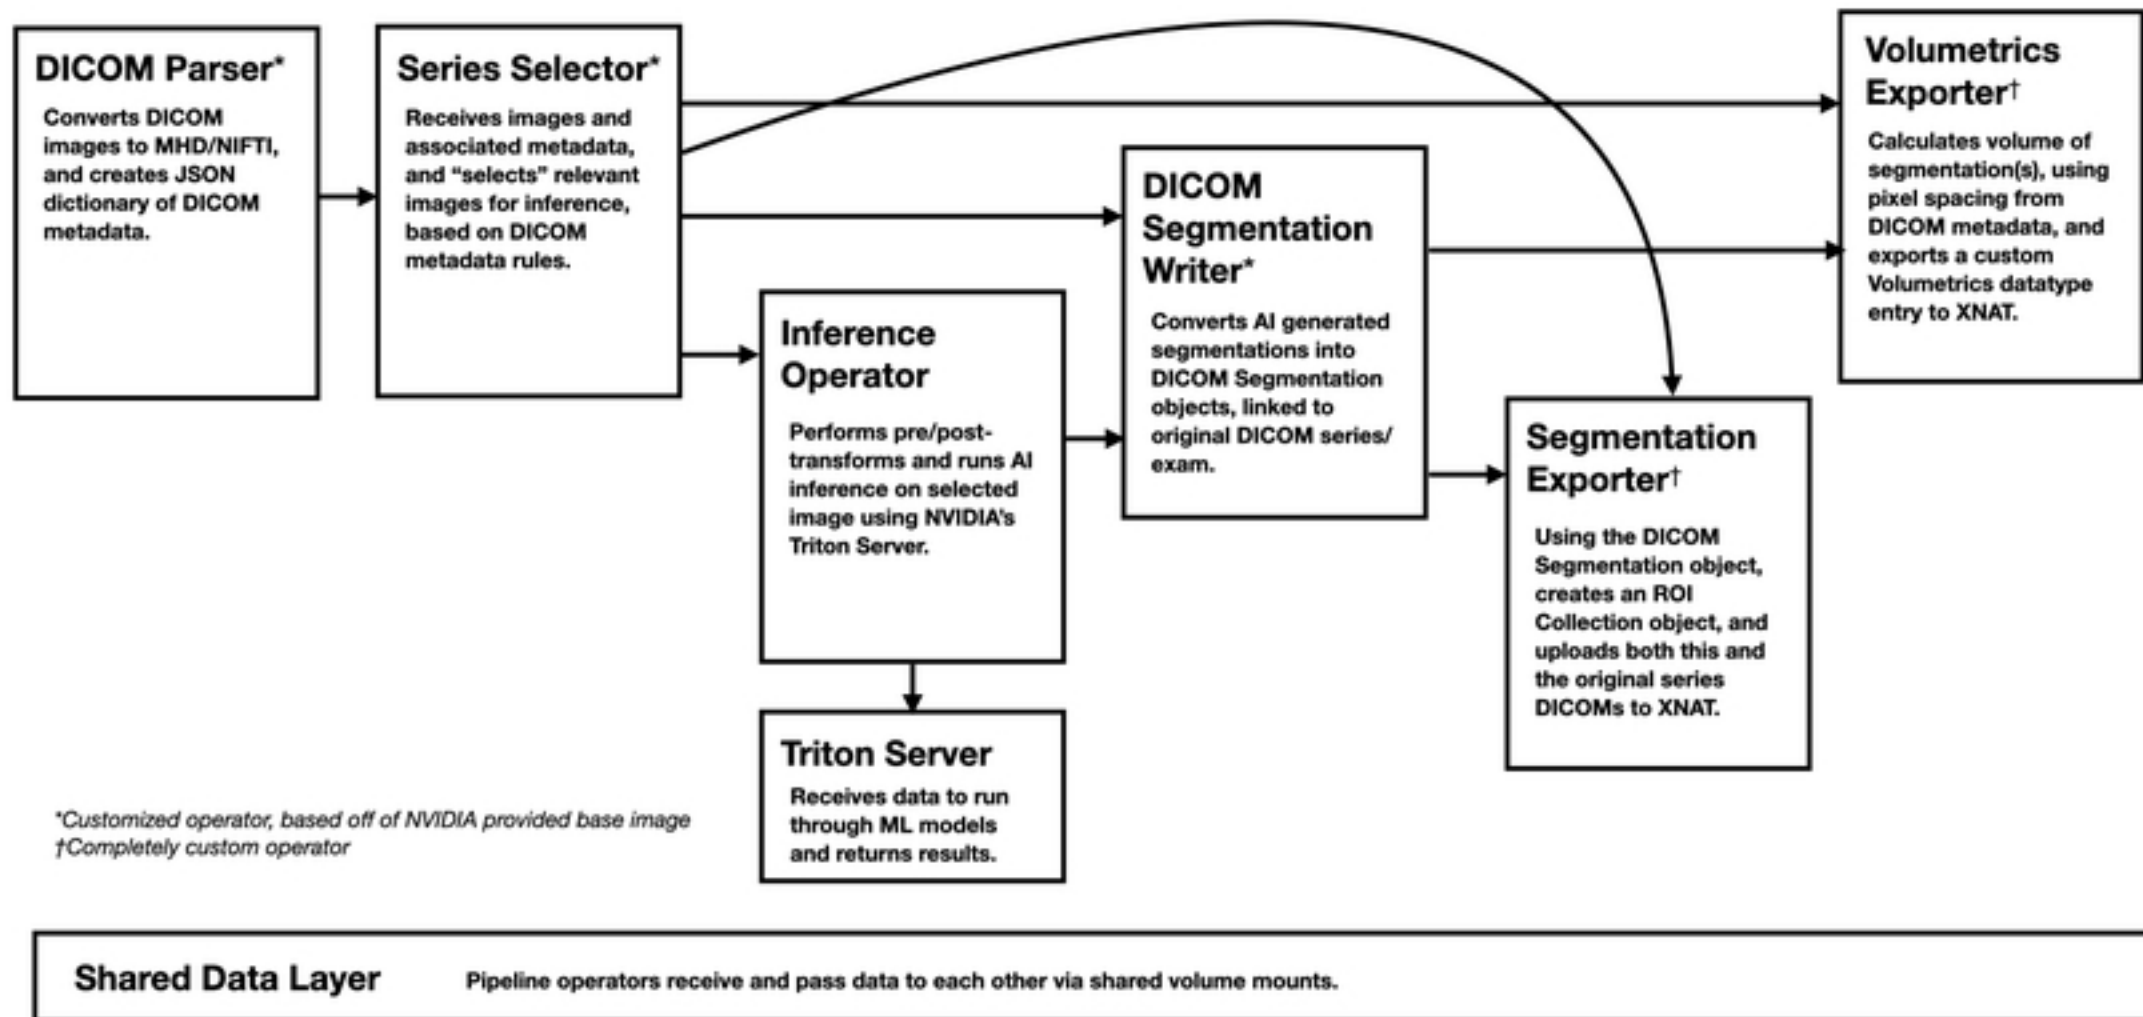 DICOM Parser*
Converts DICOM
images to MHD/NIFTI,
and creates JSON
dictionary of DICOM
metadata.
Series Selector*
Receives images and
associated metadata,
and “selects” relevant
images for inference,
based on DICOM
metadata rules.
Inference
Operator
Performs pre/post-
transforms and runs AI
inference on selected
image using NVIDIA’s
Triton Server.
Triton Server
Receives data to run
through ML models
and returns results.
DICOM
Segmentation
Writer*
Converts AI generated
segmentations into
DICOM Segmentation
objects, linked to
original DICOM series/
exam.
Segmentation
Exporter†
Using the DICOM
Segmentation object,
creates an ROI
Collection object, and
uploads both this and
the original series
DICOMs to XNAT.
Volumetrics
Exporter†
Calculates volume of
segmentation(s), using
pixel spacing from
DICOM metadata, and
exports a custom
Volumetrics datatype
entry to XNAT.
*Customized operator, based off of NVIDIA provided base image
†Completely custom operator
Shared Data Layer
Pipeline operators receive and pass data to each other via shared volume mounts.